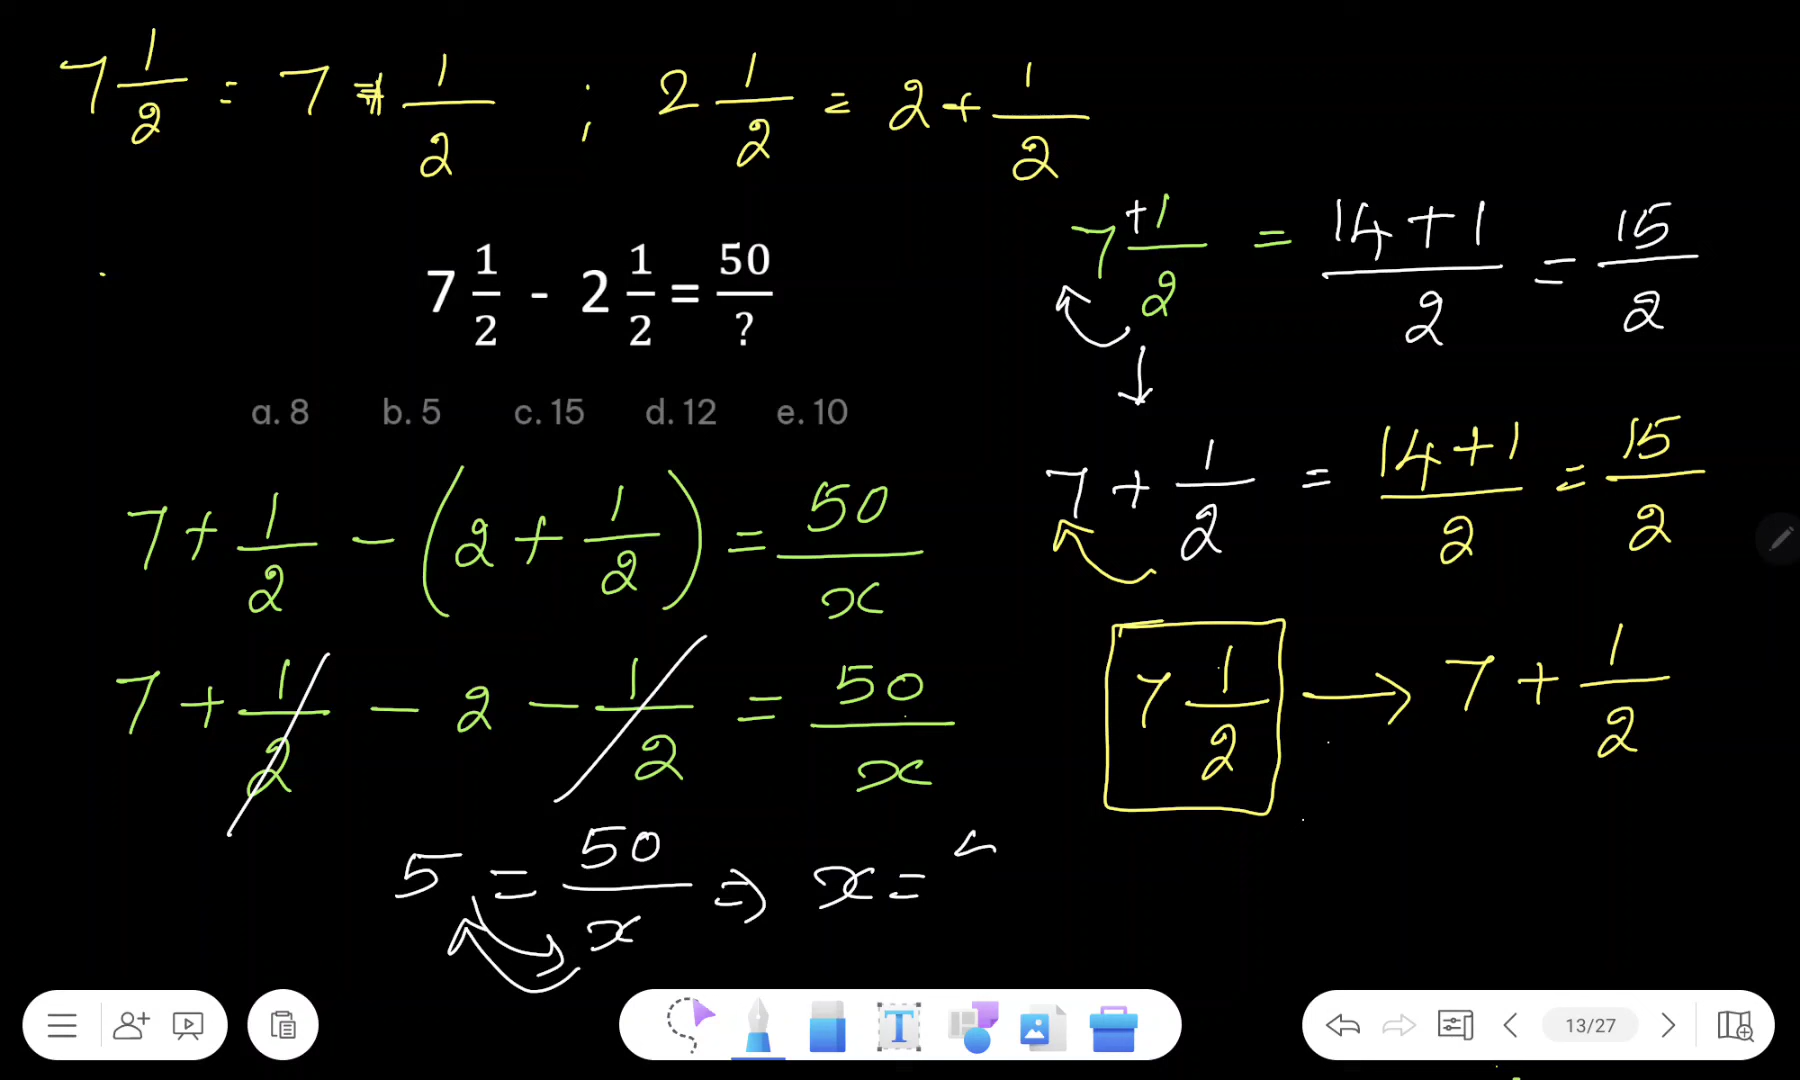 7 1/2 = 7 + 1/2 ; 2 1/2 = 2 + 1/2
7 1/2 - 2 1/2 = 50/?
a. 8 b. 5 c. 15 d. 12 e. 10
7 + 1/2 - (2 + 1/2) = 50/x
7 + 1/2 - 2 - 1/2 = 50/x
5 = 50/x ⇒ x =
7 + 1/2 = 14+1/2 = 15/2
7 + 1/2 = 14+1/2 = 15/2
7 1/2 → 7 + 1/2
T
13/27